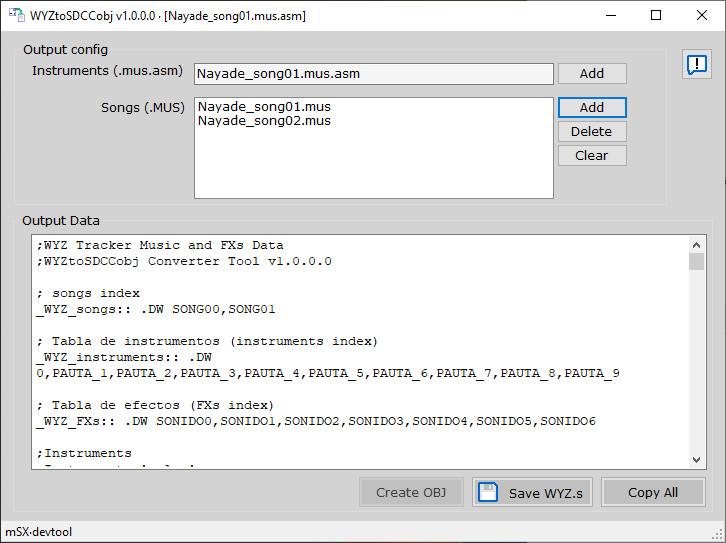 WYZtoSDCCobj v1.0.0.0 · [Nayade_song01.mus.asm]
Output config
Instruments (.mus.asm)
Nayade_song01.mus.asm
Add
Songs (.MUS)
Nayade_song01.mus
Nayade_song02.mus
Add
Delete
Clear
Output Data
;WYZ Tracker Music and FXs Data
;WYZtoSDCCobj Converter Tool v1.0.0.0
; songs index
_WYZ_songs:: .DW SONG00,SONG01
; Tabla de instrumentos (instruments index)
_WYZ_instruments:: .DW
0,PAUTA_1,PAUTA_2,PAUTA_3,PAUTA_4,PAUTA_5,PAUTA_6,PAUTA_7,PAUTA_8,PAUTA_9
; Tabla de efectos (FXs index)
_WYZ_FXs:: .DW SONIDO0,SONIDO1,SONIDO2,SONIDO3,SONIDO4,SONIDO5,SONIDO6
;Instruments
Create OBJ
Save WYZ.s
Copy All
mSX·devtool